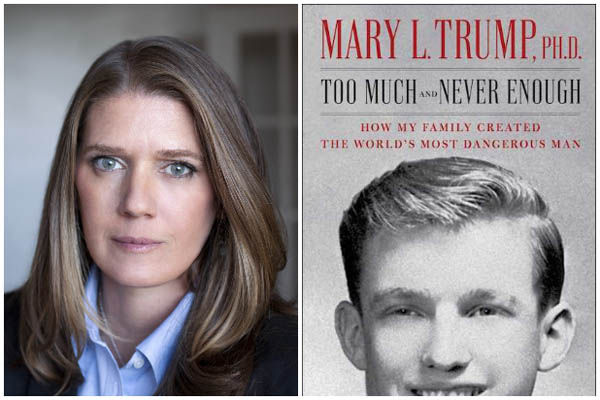 MARY L. TRUMP, PH.D.
TOO MUCH AND NEVER ENOUGH
HOW MY FAMILY CREATED
THE WORLD'S MOST DANGEROUS MAN